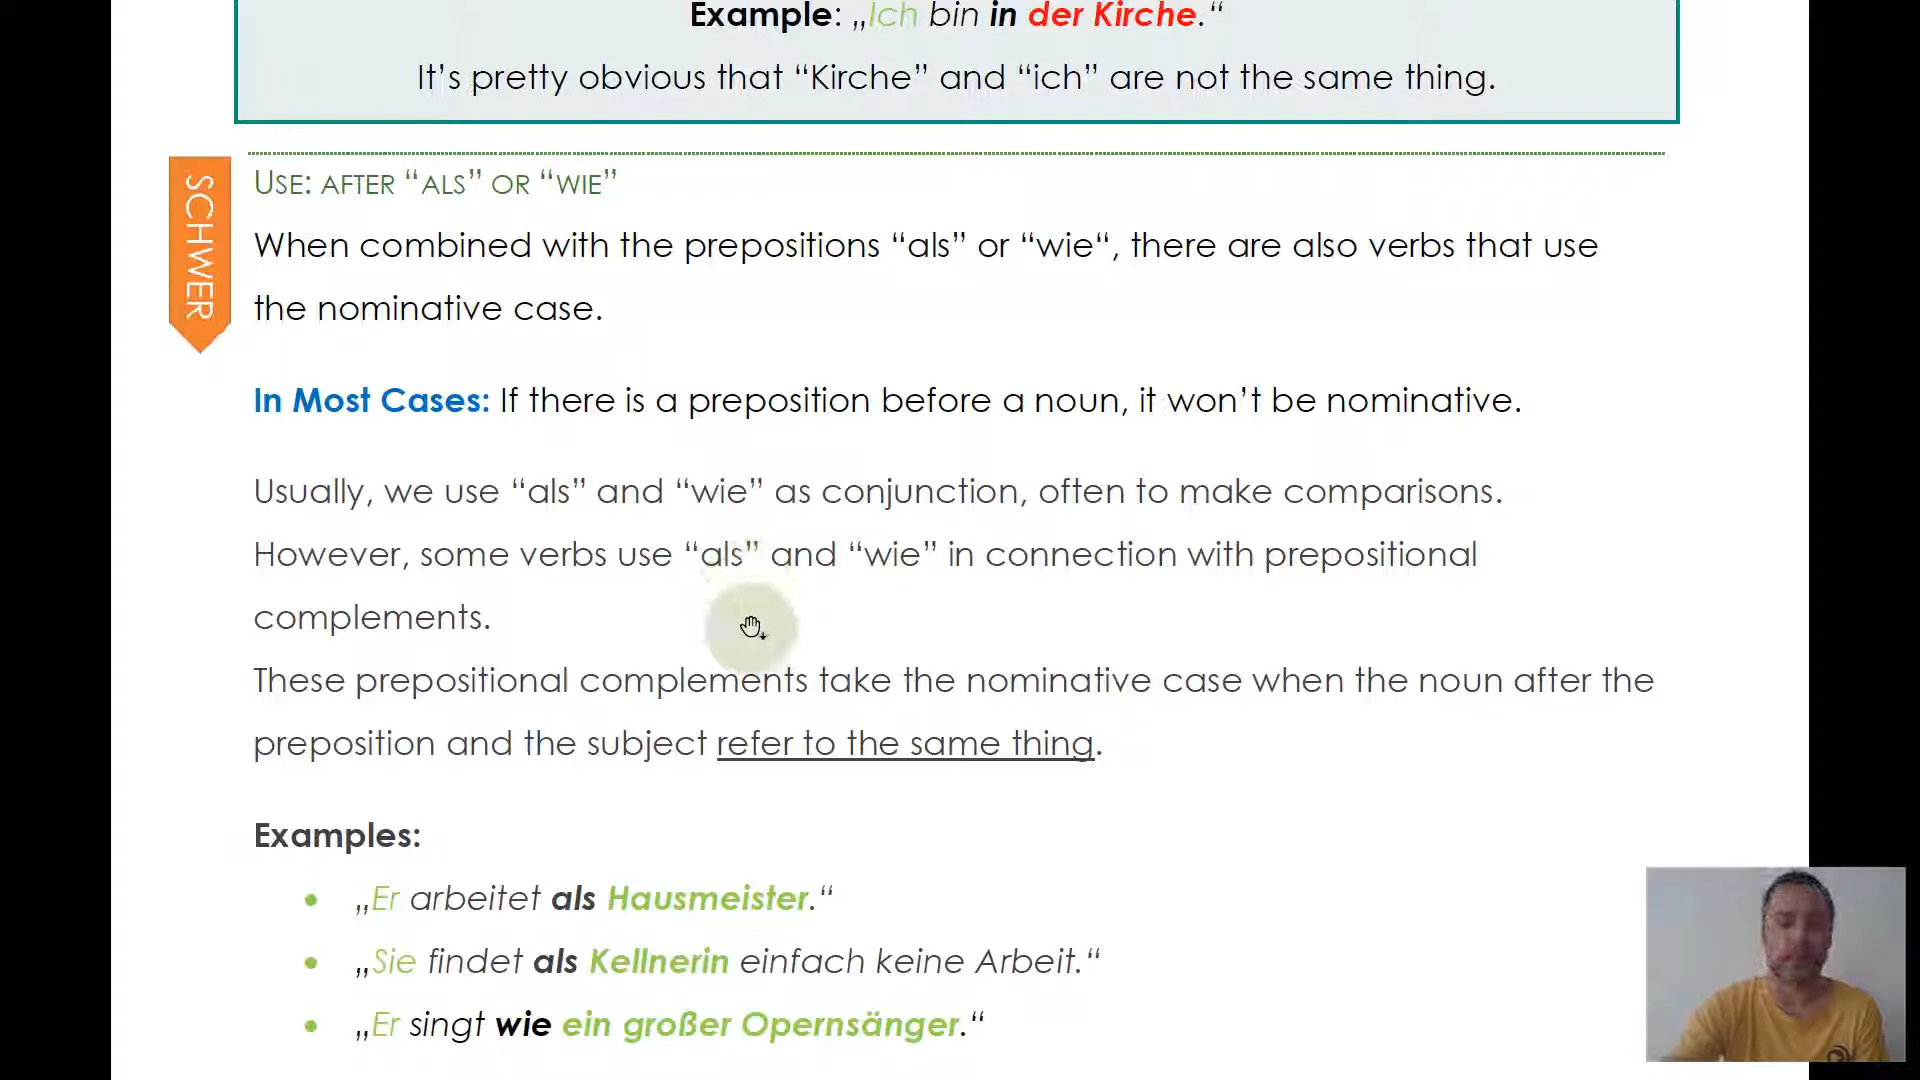 Example: „Ich bin in der Kirche.“
It’s pretty obvious that “Kirche” and “ich” are not the same thing.
SCHWER
USE: AFTER “ALS” OR “WIE”
When combined with the prepositions “als” or “wie“, there are also verbs that use
the nominative case.
In Most Cases: If there is a preposition before a noun, it won’t be nominative.
Usually, we use “als” and “wie” as conjunction, often to make comparisons.
However, some verbs use “als” and “wie” in connection with prepositional
complements.
These prepositional complements take the nominative case when the noun after the
preposition and the subject refer to the same thing.
Examples:
• „Er arbeitet als Hausmeister.“
• „Sie findet als Kellnerin einfach keine Arbeit.“
• „Er singt wie ein großer Opernsänger.“